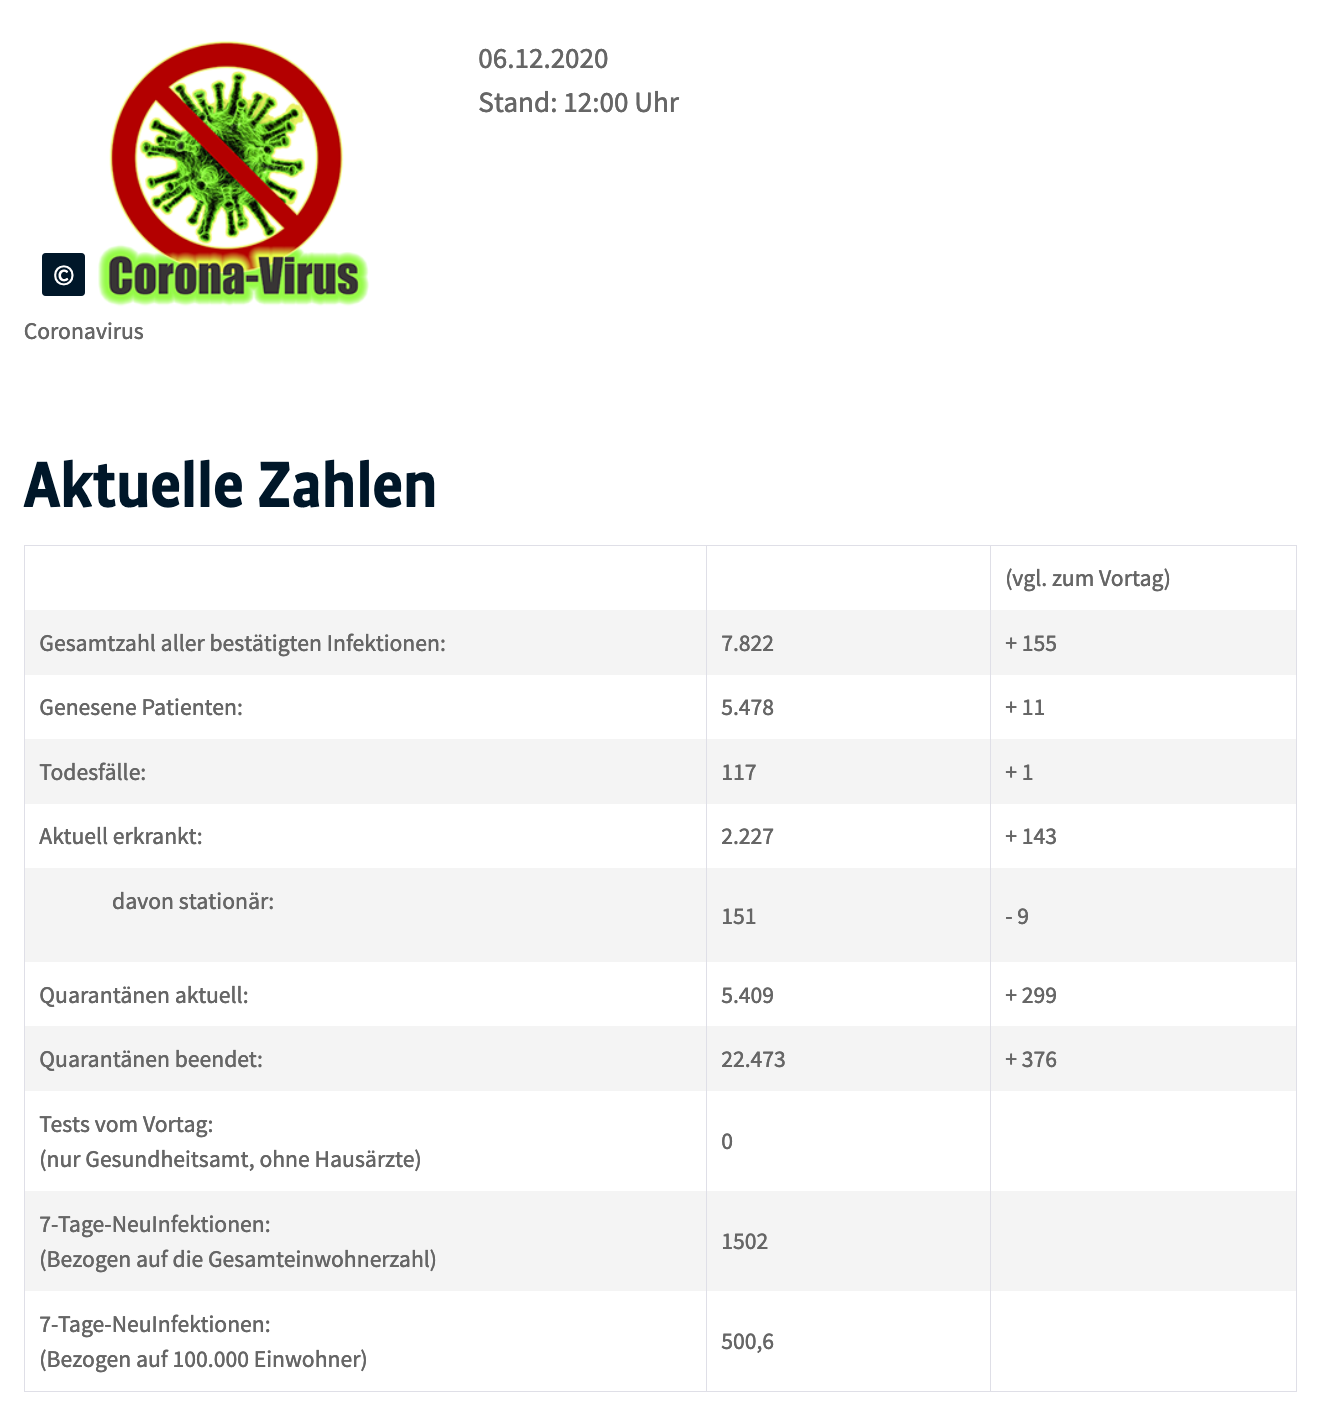 06.12.2020
Stand: 12:00 Uhr
©
Corona-Virus
Coronavirus
Aktuelle Zahlen
(vgl. zum Vortag)
Gesamtzahl aller bestätigten Infektionen: 7.822 + 155
Genesene Patienten: 5.478 + 11
Todesfälle: 117 + 1
Aktuell erkrankt: 2.227 + 143
davon stationär: 151 - 9
Quarantänen aktuell: 5.409 + 299
Quarantänen beendet: 22.473 + 376
Tests vom Vortag:
(nur Gesundheitsamt, ohne Hausärzte)
0
7-Tage-NeuInfektionen:
(Bezogen auf die Gesamteinwohnerzahl)
1502
7-Tage-NeuInfektionen:
(Bezogen auf 100.000 Einwohner)
500,6